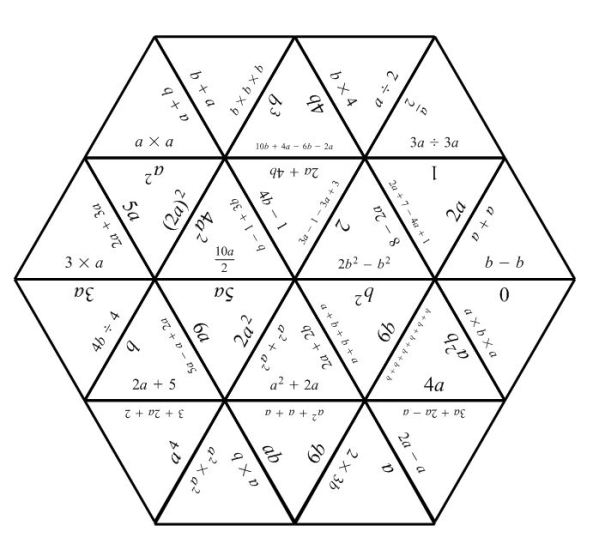 a + b
a × a
a + b
b × b × b
b³
4b
10b + 4a − 6b − 2a
b × 4
a ÷ 2
a/2
3a ÷ 3a
2a + 3a
3 × a
a²
5a
(2a)²
4a²
b − 1 + 3b
10a
2
2a + 4b
4b − 1
3a − 1 − 3a + 3
2
8 − 2a
2b² − b²
1
2a + 7 − 4a + 1
2a
a + a
b − b
3a
4b ÷ 4
b
5a − a + 2a
2a + 5
5a
6a
2a²
a² + a²
2a + 2b
a² + 2a
b²
a + b + b + a
6b
b + b + b + b + b + b
a²b
4a
0
a × b × a
3 + 2a + 2
a⁴
a² × a²
a × b
a² + a + a
ab
6b
2 × 3b
a
3a + 2a − a
2a − a